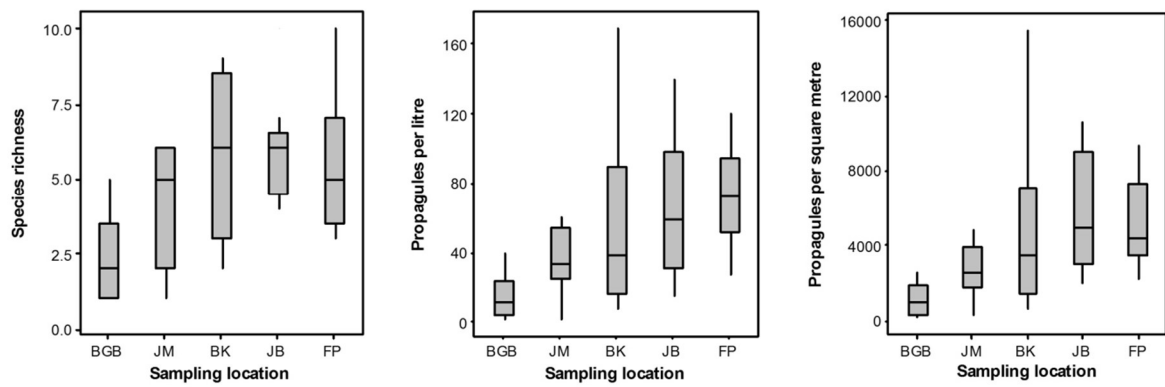 Species richness
10.0
7.5
5.0
2.5
0.0
BGB JM BK JB FP
Sampling location
Propagules per litre
160
120
80
40
0
BGB JM BK JB FP
Sampling location
Propagules per square metre
16000
12000
8000
4000
0
BGB JM BK JB FP
Sampling location